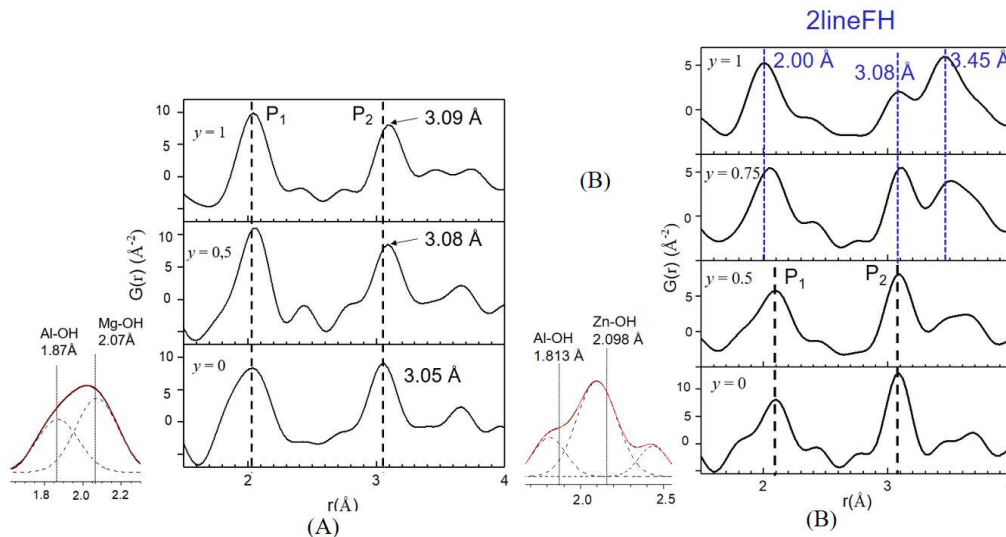 2lineFH
y = 1
P₁
P₂
3.09 Å
10
5
0
y = 0,5
3.08 Å
10
5
0
y = 0
3.05 Å
10
5
0
G(r) (Å⁻²)
2
3
4
r(Å)
(A)
Al-OH
1.87Å
Mg-OH
2.07Å
1.8
2.0
2.2
(B)
y = 1
2.00 Å
3.08 Å
3.45 Å
5
0
y = 0.75
5
0
y = 0.5
P₁
P₂
5
0
y = 0
10
5
0
G(r) (Å⁻²)
2
3
4
r(Å)
(B)
Al-OH
1.813 Å
Zn-OH
2.098 Å
2.0
2.5